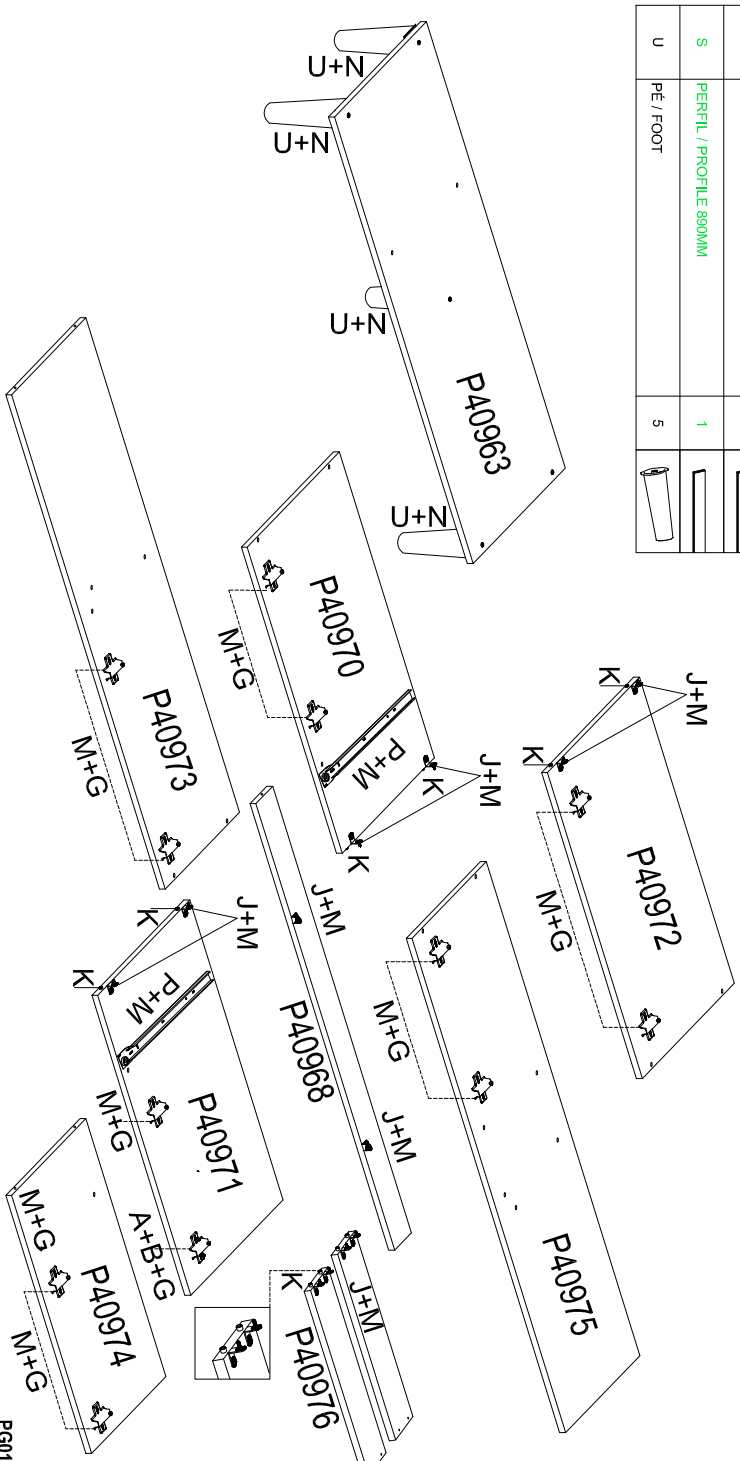 S PERFIL / PROFILE 890MM 1
U PÉ / FOOT 5
U+N
U+N
U+N
U+N
P40963
P40970
M+G
P+M
K
K
J+M
J+M
K
K
P40972
M+G
P40973
M+G
J+M
J+M
P40968
P40975
M+G
J+M
K
K
P+M
P40971
M+G
A+B+G
K
J+M
P40976
P40974
M+G
M+G
PG01